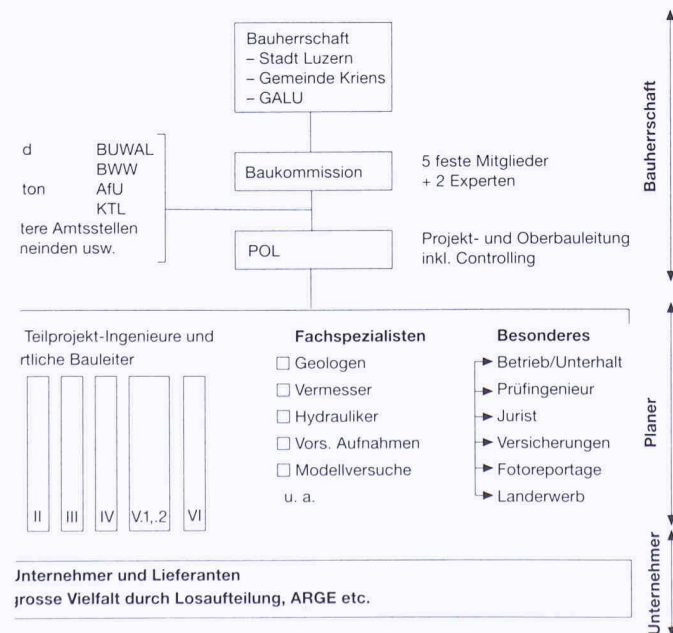 Bauherrschaft
– Stadt Luzern
– Gemeinde Kriens
– GALU
d BUWAL
BWW
ton AfU
KTL
tere Amtsstellen
neinden usw.
Baukommission
5 feste Mitglieder
+ 2 Experten
POL
Projekt- und Oberbauleitung
inkl. Controlling
Bauherrschaft
Teilprojekt-Ingenieure und
rtliche Bauleiter
II III IV V.1,.2 VI
Fachspezialisten
Geologen
Vermesser
Hydrauliker
Vors. Aufnahmen
Modellversuche
u. a.
Besonderes
Betrieb/Unterhalt
Prüfingenieur
Jurist
Versicherungen
Fotoreportage
Landerwerb
Planer
Unternehmer und Lieferanten
grosse Vielfalt durch Losaufteilung, ARGE etc.
Unternehmer